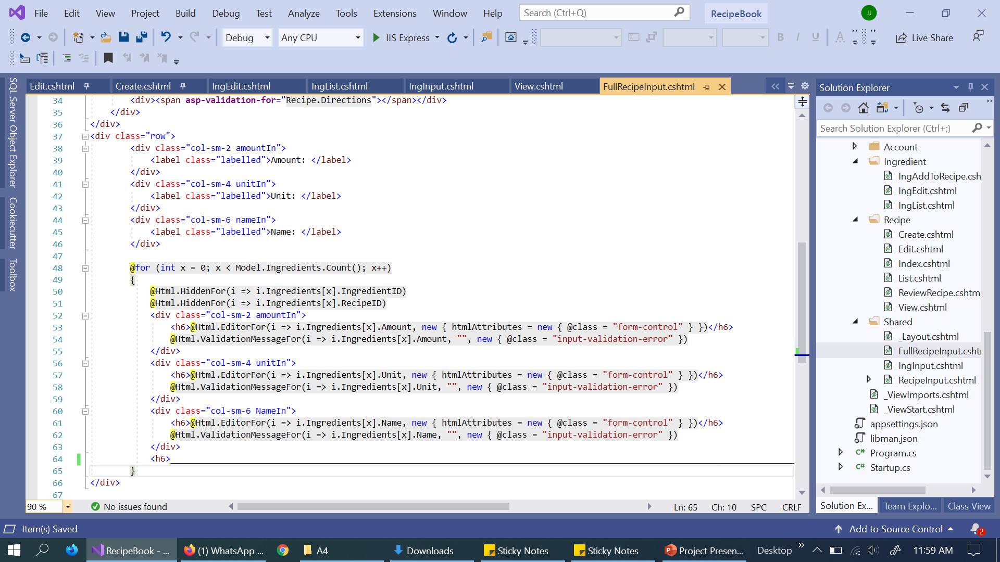 File Edit View Project Build Debug Test Analyze Tools Extensions Window Help Search (Ctrl+Q) RecipeBook JJ
Debug Any CPU IIS Express B I U A Live Share
Edit.cshtml Create.cshtml IngEdit.cshtml IngList.cshtml IngInput.cshtml View.cshtml FullRecipeInput.cshtml
SQL Server Object Explorer
Cookiecutter
Toolbox
34 <div><span asp-validation-for="Recipe.Directions"></span></div>
35 </div>
36 </div>
37 <div class="row">
38 <div class="col-sm-2 amountIn">
39 <label class="labelled">Amount: </label>
40 </div>
41 <div class="col-sm-4 unitIn">
42 <label class="labelled">Unit: </label>
43 </div>
44 <div class="col-sm-6 nameIn">
45 <label class="labelled">Name: </label>
46 </div>
47
48 @for (int x = 0; x < Model.Ingredients.Count(); x++)
49 {
50 @Html.HiddenFor(i => i.Ingredients[x].IngredientID)
51 @Html.HiddenFor(i => i.Ingredients[x].RecipeID)
52 <div class="col-sm-2 amountIn">
53 <h6>@Html.EditorFor(i => i.Ingredients[x].Amount, new { htmlAttributes = new { @class = "form-control" } })</h6>
54 @Html.ValidationMessageFor(i => i.Ingredients[x].Amount, "", new { @class = "input-validation-error" })
55 </div>
56 <div class="col-sm-4 unitIn">
57 <h6>@Html.EditorFor(i => i.Ingredients[x].Unit, new { htmlAttributes = new { @class = "form-control" } })</h6>
58 @Html.ValidationMessageFor(i => i.Ingredients[x].Unit, "", new { @class = "input-validation-error" })
59 </div>
60 <div class="col-sm-6 NameIn">
61 <h6>@Html.EditorFor(i => i.Ingredients[x].Name, new { htmlAttributes = new { @class = "form-control" } })</h6>
62 @Html.ValidationMessageFor(i => i.Ingredients[x].Name, "", new { @class = "input-validation-error" })
63 </div>
64 <h6>______________________________________________________________
65 }
66 </div>
67
90 % No issues found Ln: 65 Ch: 10 SPC CRLF
Solution Explorer
Search Solution Explorer (Ctrl+;)
Account
Ingredient
IngAddToRecipe.csh
IngEdit.cshtml
IngList.cshtml
Recipe
Create.cshtml
Edit.cshtml
Index.cshtml
List.cshtml
ReviewRecipe.cshtm
View.cshtml
Shared
_Layout.cshtml
FullRecipeInput.csht
IngInput.cshtml
RecipeInput.cshtml
_ViewImports.cshtml
_ViewStart.cshtml
appsettings.json
libman.json
C# Program.cs
C# Startup.cs
Solution Ex... Team Explo... Class View
Item(s) Saved Add to Source Control 2
RecipeBook - ... (1) WhatsApp ... A4 Downloads Sticky Notes Sticky Notes Project Presen... Desktop 11:59 AM